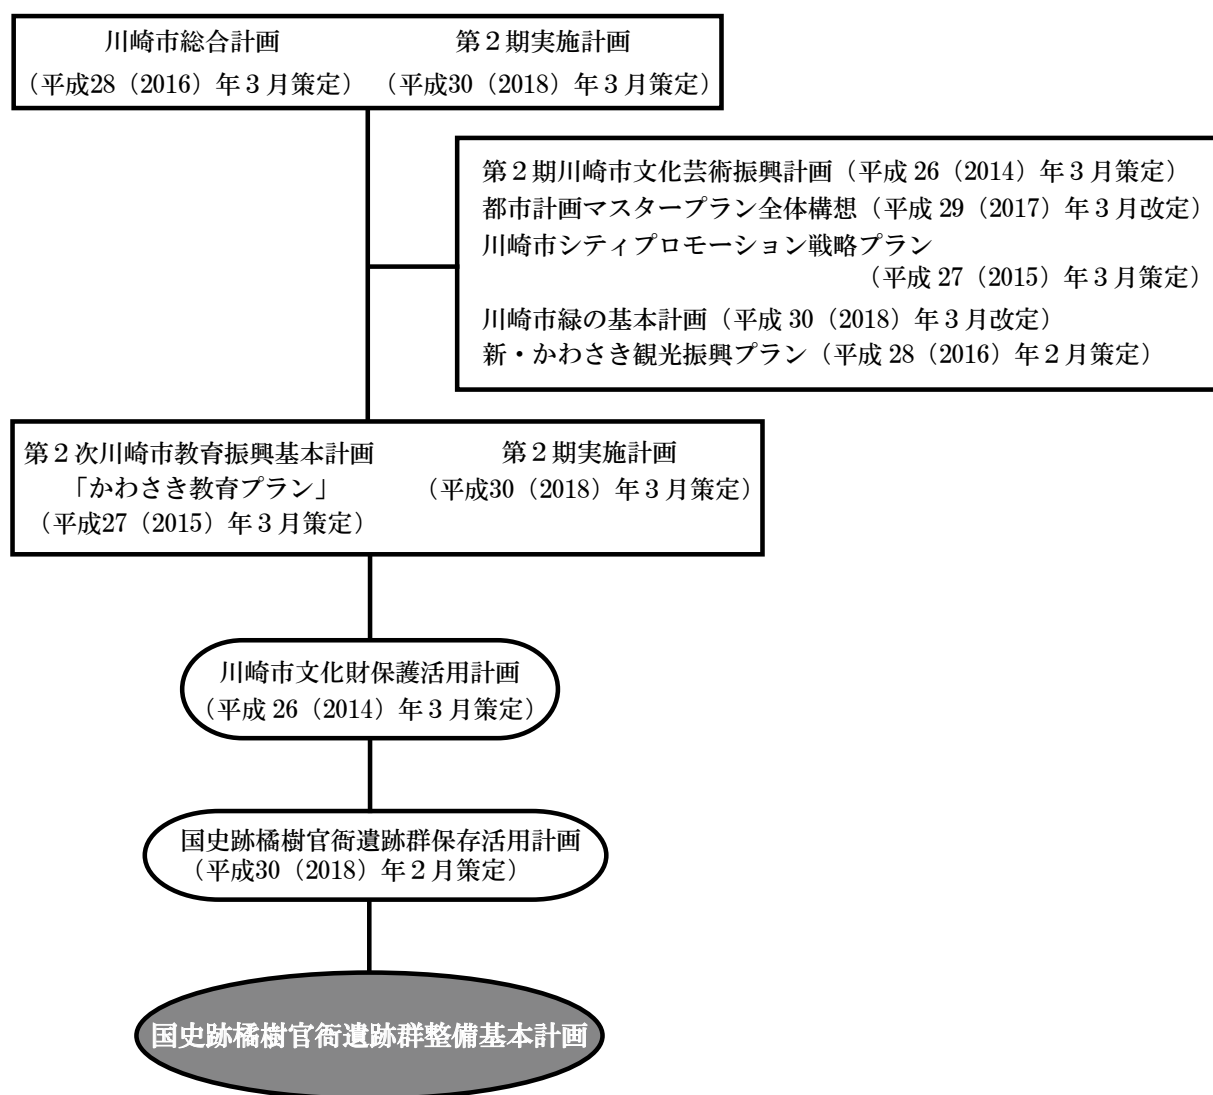 川崎市総合計画　第２期実施計画
（平成28（2016）年３月策定）（平成30（2018）年３月策定）
第２期川崎市文化芸術振興計画（平成 26（2014）年３月策定）
都市計画マスタープラン全体構想（平成 29（2017）年３月改定）
川崎市シティプロモーション戦略プラン
（平成 27（2015）年３月策定）
川崎市緑の基本計画（平成 30（2018）年３月改定）
新・かわさき観光振興プラン（平成 28（2016）年２月策定）
第２次川崎市教育振興基本計画
「かわさき教育プラン」
（平成27（2015）年３月策定）
第２期実施計画
（平成30（2018）年３月策定）
川崎市文化財保護活用計画
（平成 26（2014）年３月策定）
国史跡橘樹官衙遺跡群保存活用計画
（平成30（2018）年２月策定）
国史跡橘樹官衙遺跡群整備基本計画